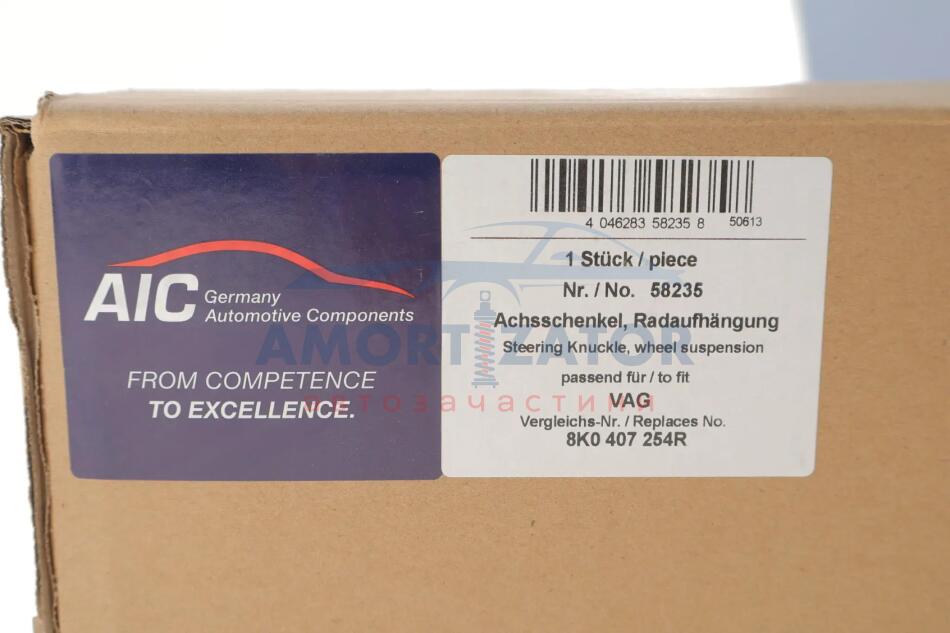 AIC Germany
Automotive Components
FROM COMPETENCE
TO EXCELLENCE.
4 046283 58235 8 50613
1 Stück / piece
Nr. / No. 58235
Achsschenkel, Radaufhängung
Steering Knuckle, wheel suspension
passend für / to fit
VAG
Vergleichs-Nr. / Replaces No.
8K0 407 254R
AMORTIZATOR
автозачастини